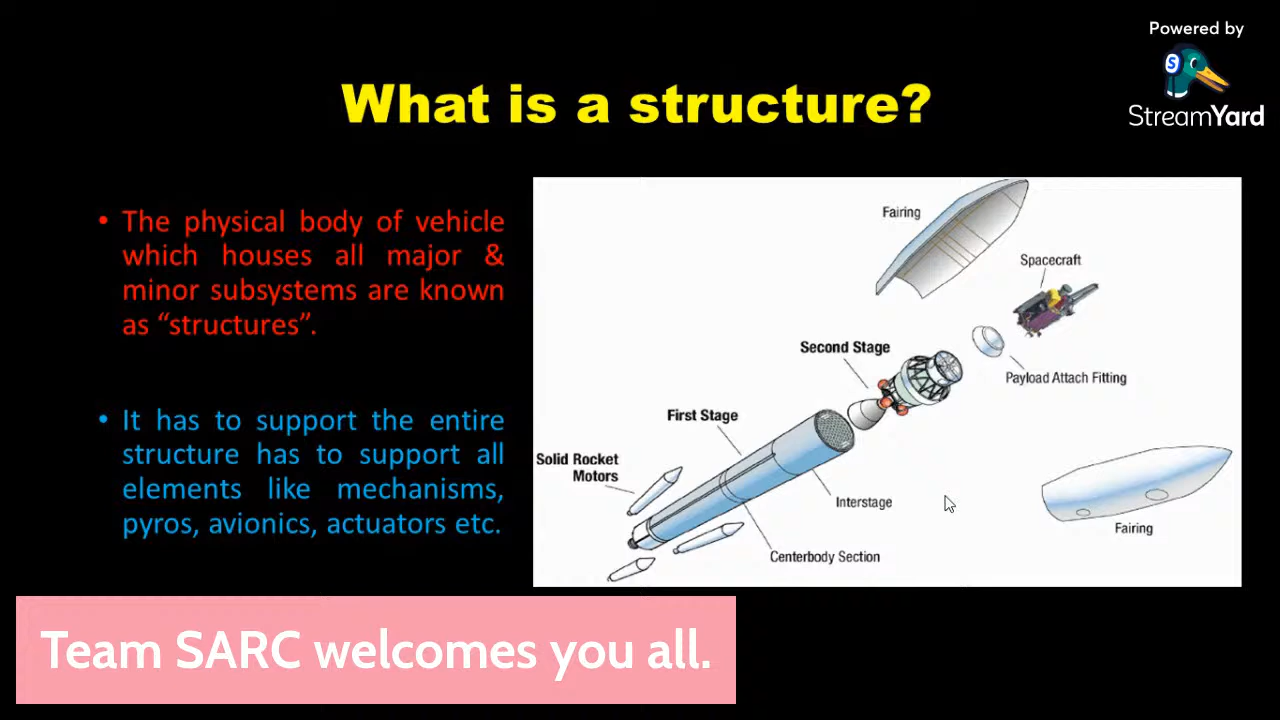 Powered by
StreamYard
What is a structure?
• The physical body of vehicle
which houses all major &
minor subsystems are known
as “structures”.
• It has to support the entire
structure has to support all
elements like mechanisms,
pyros, avionics, actuators etc.
Fairing
Spacecraft
Second Stage
Payload Attach Fitting
First Stage
Solid Rocket
Motors
Interstage
Fairing
Centerbody Section
Team SARC welcomes you all.